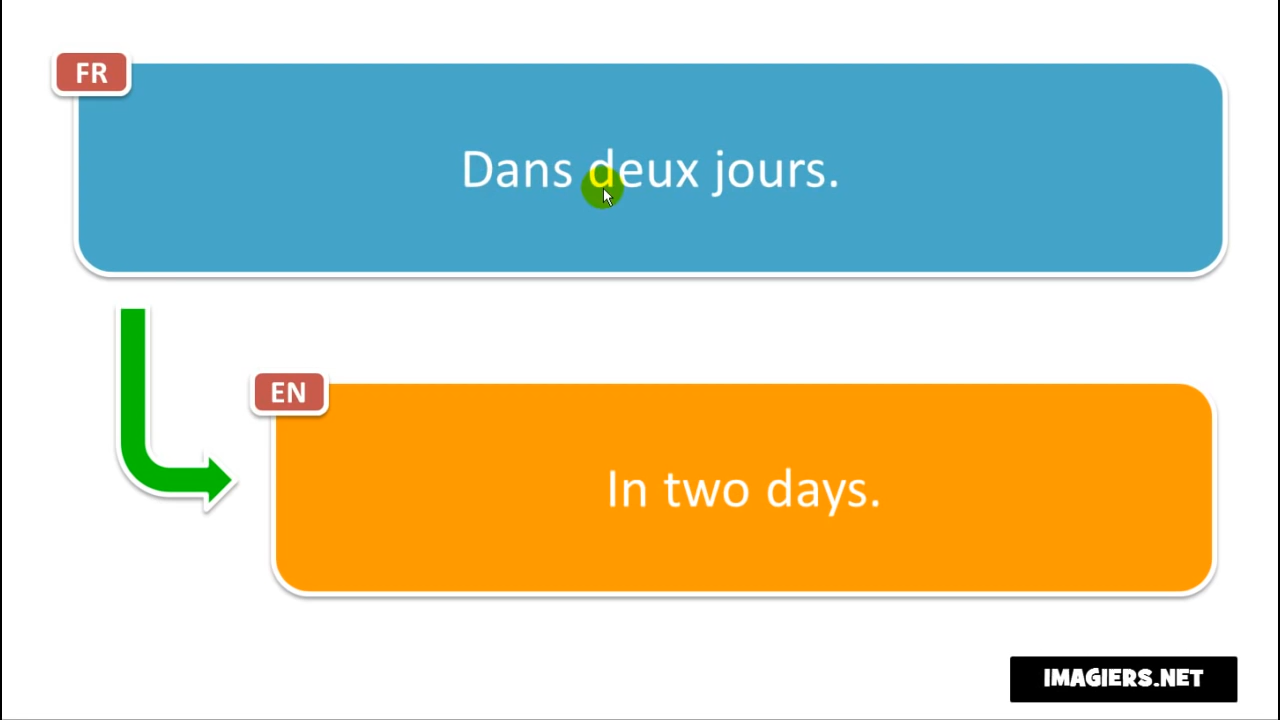 FR
Dans deux jours.
EN
In two days.
IMAGIERS.NET